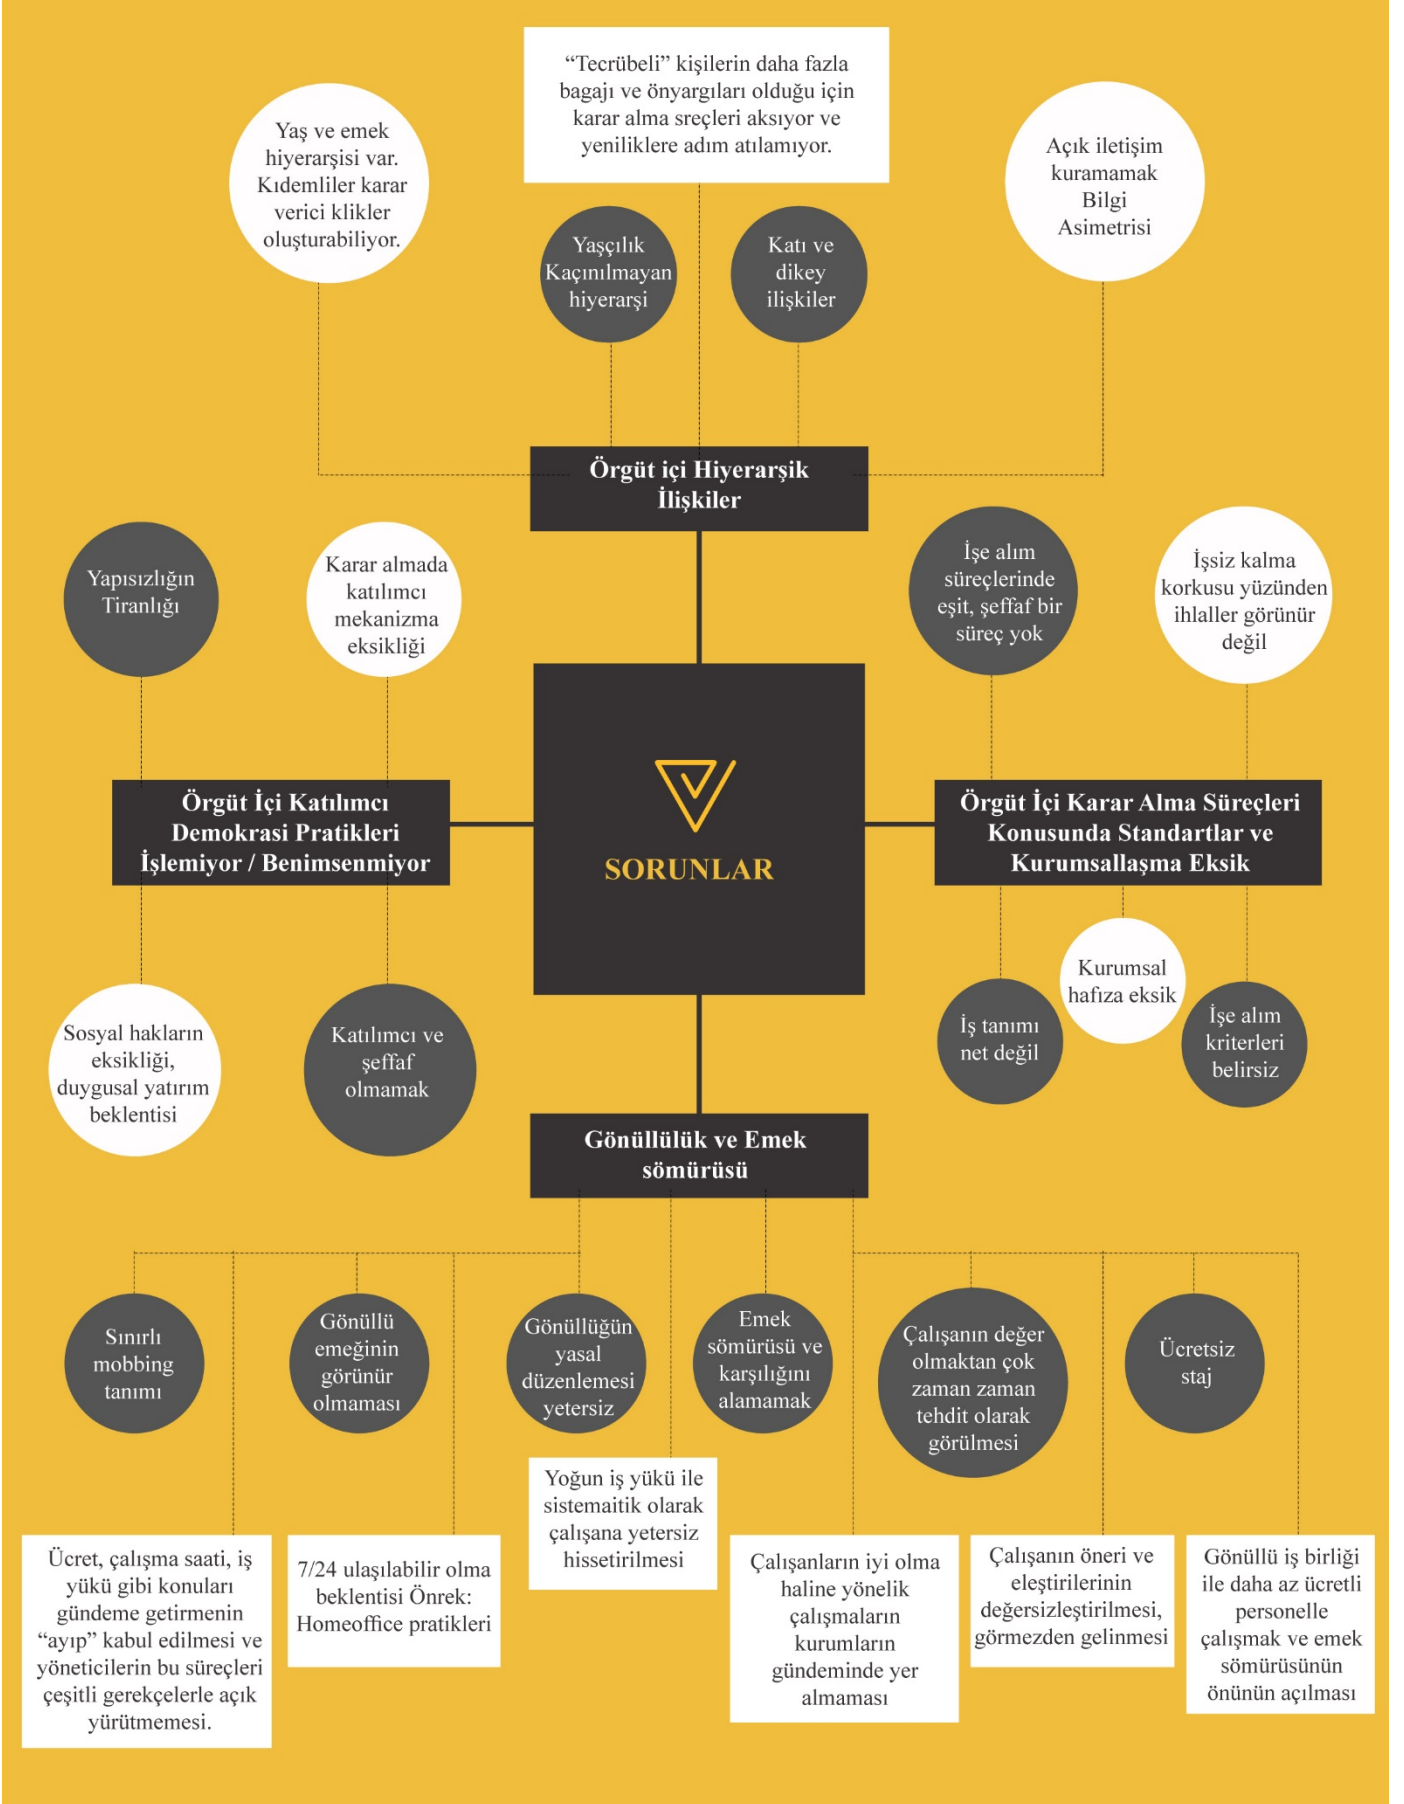 “Tecrübeli” kişilerin daha fazla
bagajı ve önyargıları olduğu için
karar alma sreçleri aksıyor ve
yeniliklere adım atılamıyor.
Yaş ve emek
hiyerarşisi var.
Kıdemliler karar
verici klikler
oluşturabiliyor.
Açık iletişim
kuramamak
Bilgi
Asimetrisi
Yaşçılık
Kaçınılmayan
hiyerarşi
Katı ve
dikey
ilişkiler
Örgüt içi Hiyerarşik
İlişkiler
Yapısızlığın
Tiranlığı
Karar almada
katılımcı
mekanizma
eksikliği
İşe alım
süreçlerinde
eşit, şeffaf bir
süreç yok
İşsiz kalma
korkusu yüzünden
ihlaller görünür
değil
Örgüt İçi Katılımcı
Demokrasi Pratikleri
İşlemiyor / Benimsenmiyor
SORUNLAR
Örgüt İçi Karar Alma Süreçleri
Konusunda Standartlar ve
Kurumsallaşma Eksik
Sosyal hakların
eksikliği,
duygusal yatırım
beklentisi
Katılımcı ve
şeffaf
olmamak
İş tanımı
net değil
Kurumsal
hafıza eksik
İşe alım
kriterleri
belirsiz
Gönüllülük ve Emek
sömürüsü
Sınırlı
mobbing
tanımı
Gönüllü
emeğinin
görünür
olmaması
Gönüllüğün
yasal
düzenlemesi
yetersiz
Emek
sömürüsü ve
karşılığını
alamamak
Çalışanın değer
olmaktan çok
zaman zaman
tehdit olarak
görülmesi
Ücretsiz
staj
Ücret, çalışma saati, iş
yükü gibi konuları
gündeme getirmenin
“ayıp” kabul edilmesi ve
yöneticilerin bu süreçleri
çeşitli gerekçelerle açık
yürütmemesi.
7/24 ulaşılabilir olma
beklentisi Önrek:
Homeoffice pratikleri
Yoğun iş yükü ile
sistemaitik olarak
çalışana yetersiz
hissetirilmesi
Çalışanların iyi olma
haline yönelik
çalışmaların
kurumların
gündeminde yer
almaması
Çalışanın öneri ve
eleştirilerinin
değersizleştirilmesi,
görmezden gelinmesi
Gönüllü iş birliği
ile daha az ücretli
personelle
çalışmak ve emek
sömürüsünün
önünün açılması